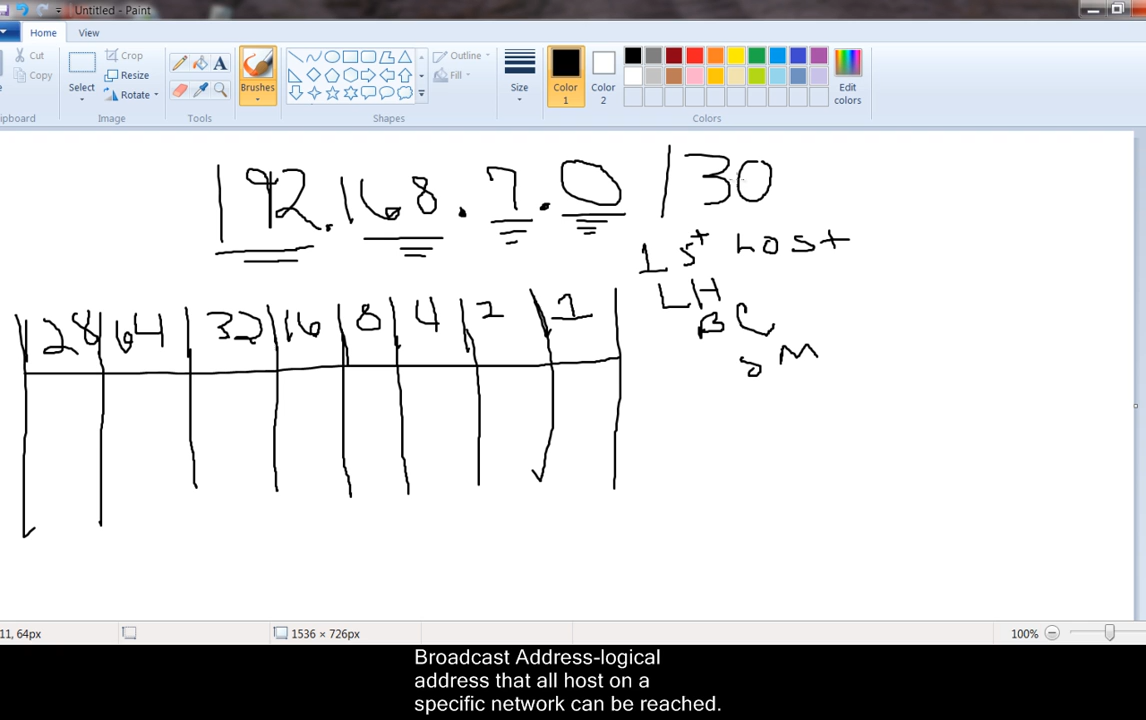 Untitled - Paint
Home View
Cut
Copy
Crop
Resize
Rotate
Select
Brushes
Outline
Fill
Size
Color 1
Color 2
Edit colors
ipboard Image Tools Shapes Colors
192.168.7.0 /30
1st host
LH
BC
SM
128 64 32 16 8 4 2 1
11, 64px 1536 × 726px 100%
Broadcast Address-logical
address that all host on a
specific network can be reached.